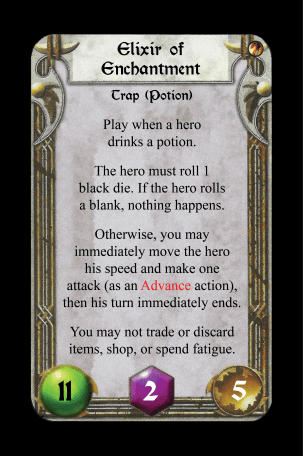 Elixir of
Enchantment
Trap (Potion)
Play when a hero
drinks a potion.
The hero must roll 1
black die. If the hero rolls
a blank, nothing happens.
Otherwise, you may
immediately move the hero
his speed and make one
attack (as an Advance action),
then his turn immediately ends.
You may not trade or discard
items, shop, or spend fatigue.
11
2
5